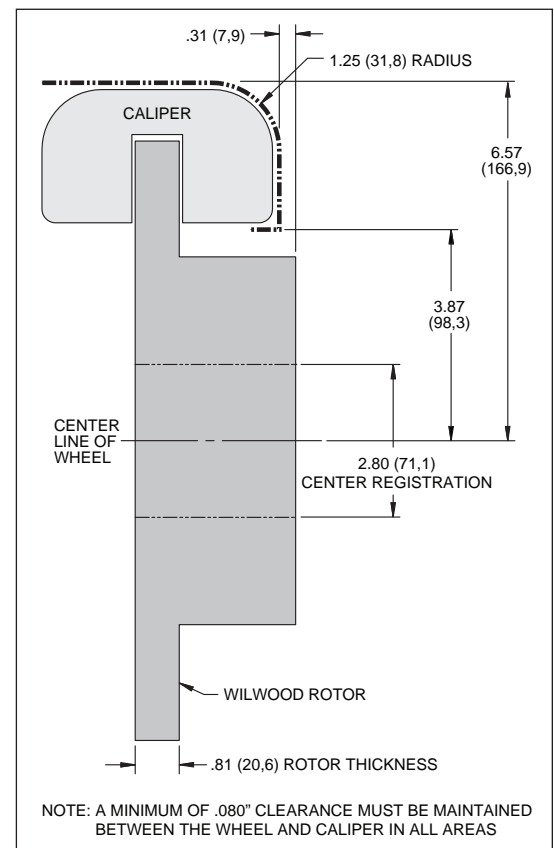 .31 (7,9)
1.25 (31,8) RADIUS
CALIPER
6.57
(166,9)
3.87
(98,3)
CENTER
LINE OF
WHEEL
2.80 (71,1)
CENTER REGISTRATION
WILWOOD ROTOR
.81 (20,6) ROTOR THICKNESS
NOTE: A MINIMUM OF .080" CLEARANCE MUST BE MAINTAINED
BETWEEN THE WHEEL AND CALIPER IN ALL AREAS